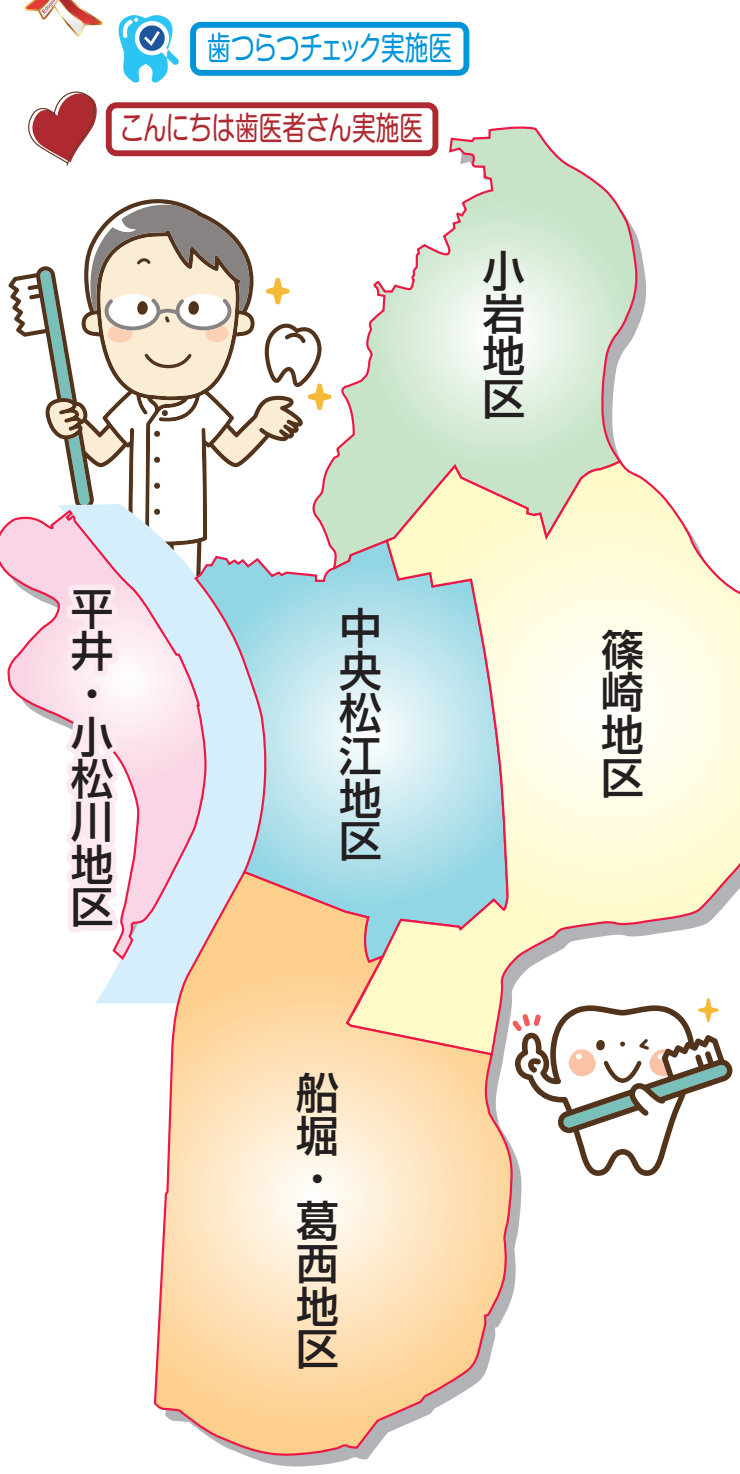 歯つらつチェック実施医
こんにちは歯医者さん実施医
小岩地区
平井・小松川地区
中央松江地区
篠崎地区
船堀・葛西地区